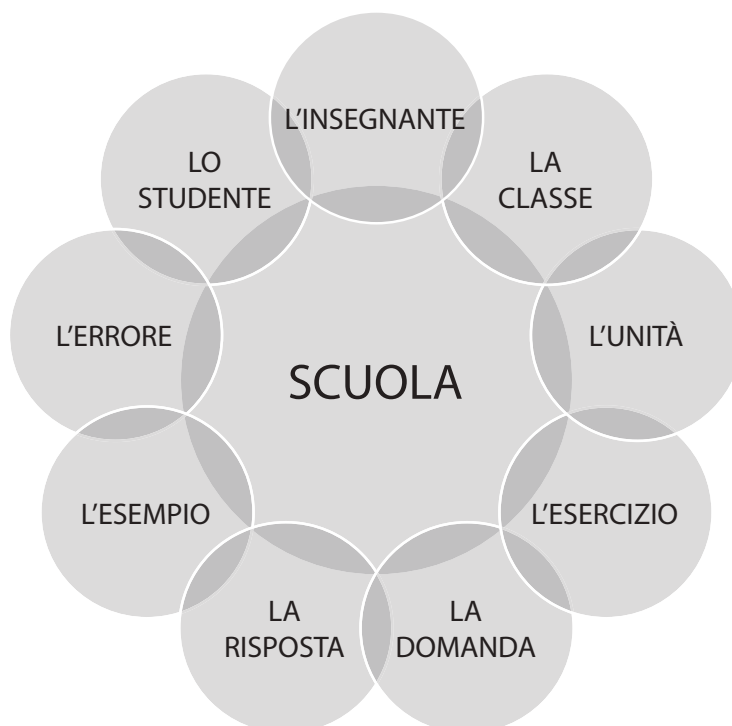 L'INSEGNANTE
LA
CLASSE
L'UNITÀ
L'ESERCIZIO
LA
DOMANDA
LA
RISPOSTA
L'ESEMPIO
L'ERRORE
LO
STUDENTE
SCUOLA